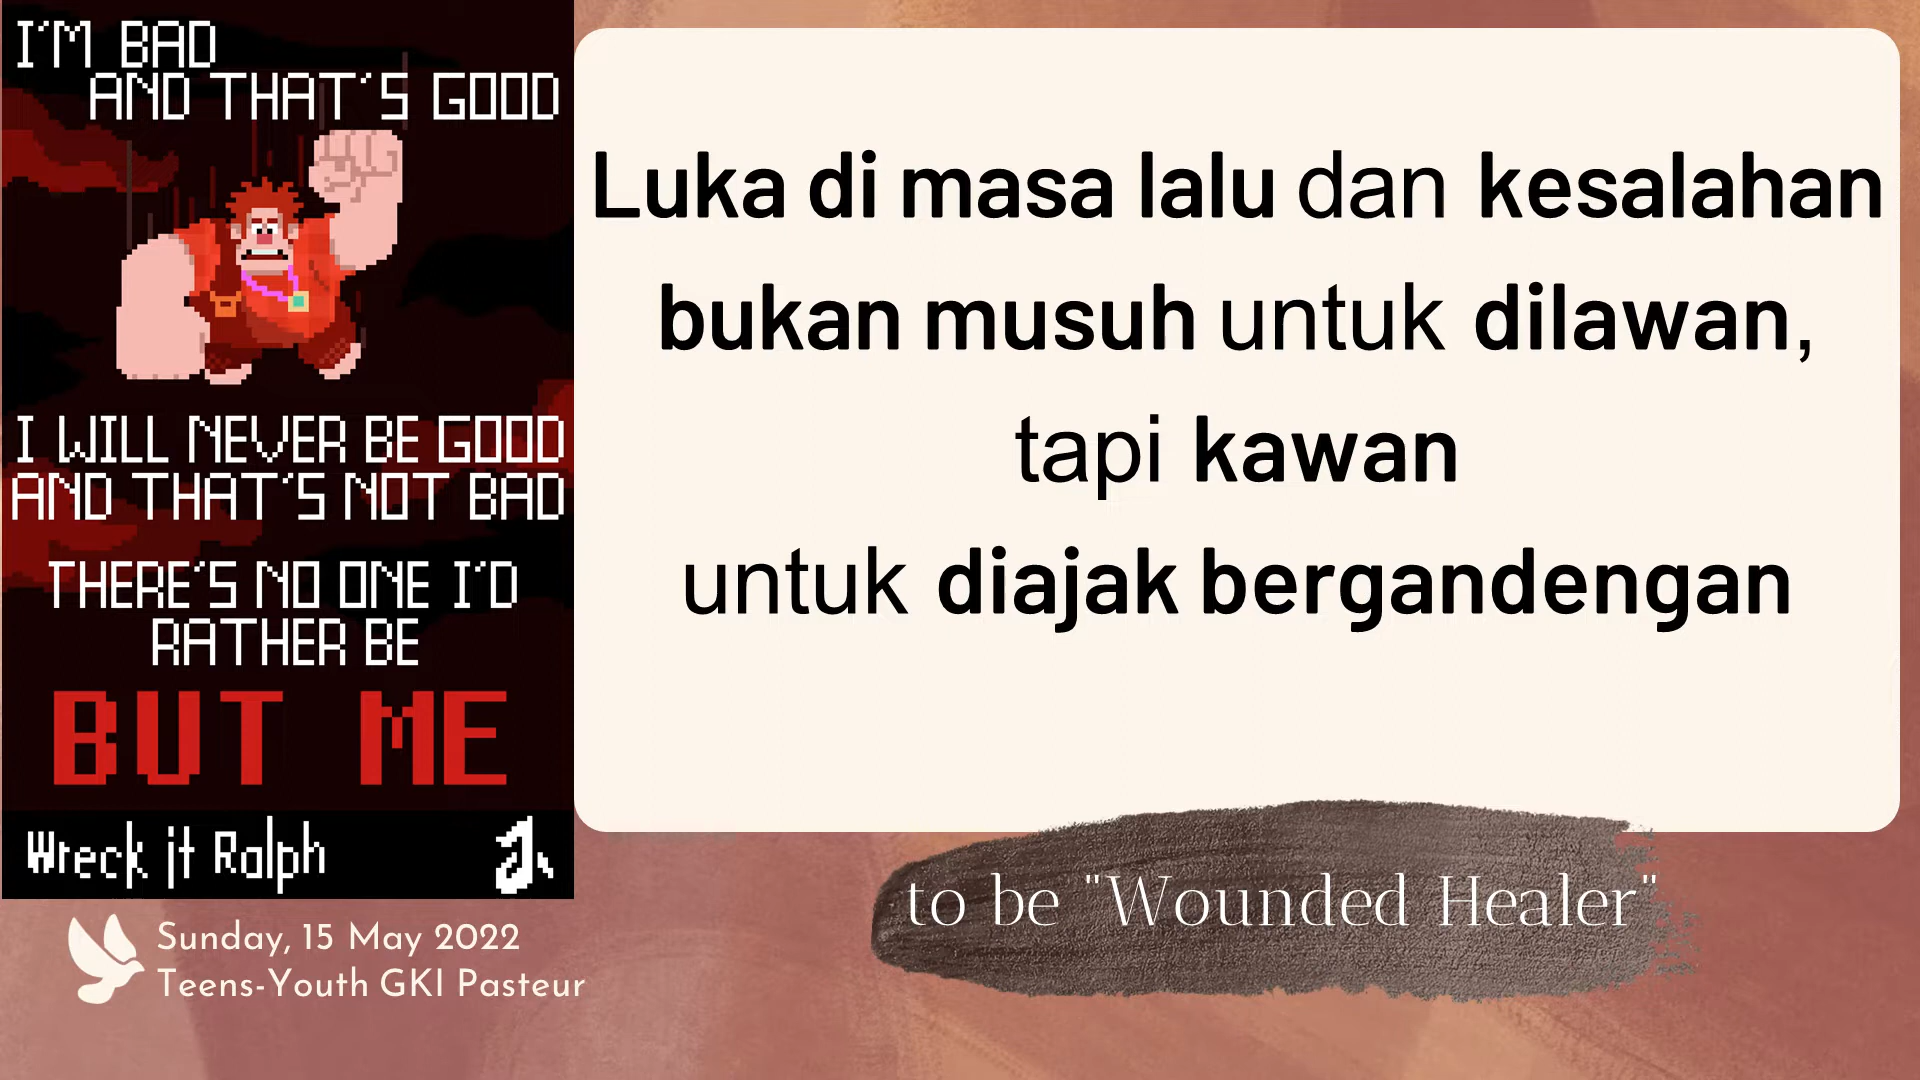 I'M BAD
AND THAT'S GOOD
I WILL NEVER BE GOOD
AND THAT'S NOT BAD
THERE'S NO ONE I'D
RATHER BE
BUT ME
Wreck it Ralph
Luka di masa lalu dan kesalahan
bukan musuh untuk dilawan,
tapi kawan
untuk diajak bergandengan
to be "Wounded Healer"
Sunday, 15 May 2022
Teens-Youth GKI Pasteur